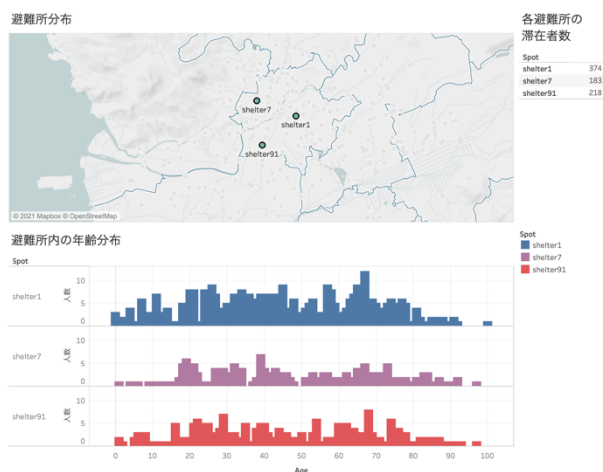 避難所分布
各避難所の
滞在者数
Spot
shelter1 374
shelter7 183
shelter91 218
shelter7
shelter1
shelter91
© 2021 Mapbox © OpenStreetMap
避難所内の年齢分布
Spot
shelter1
shelter7
shelter91
Spot
shelter1
人数
10
5
0
shelter7
人数
10
5
0
shelter91
人数
10
5
0
0 10 20 30 40 50 60 70 80 90 100
Age